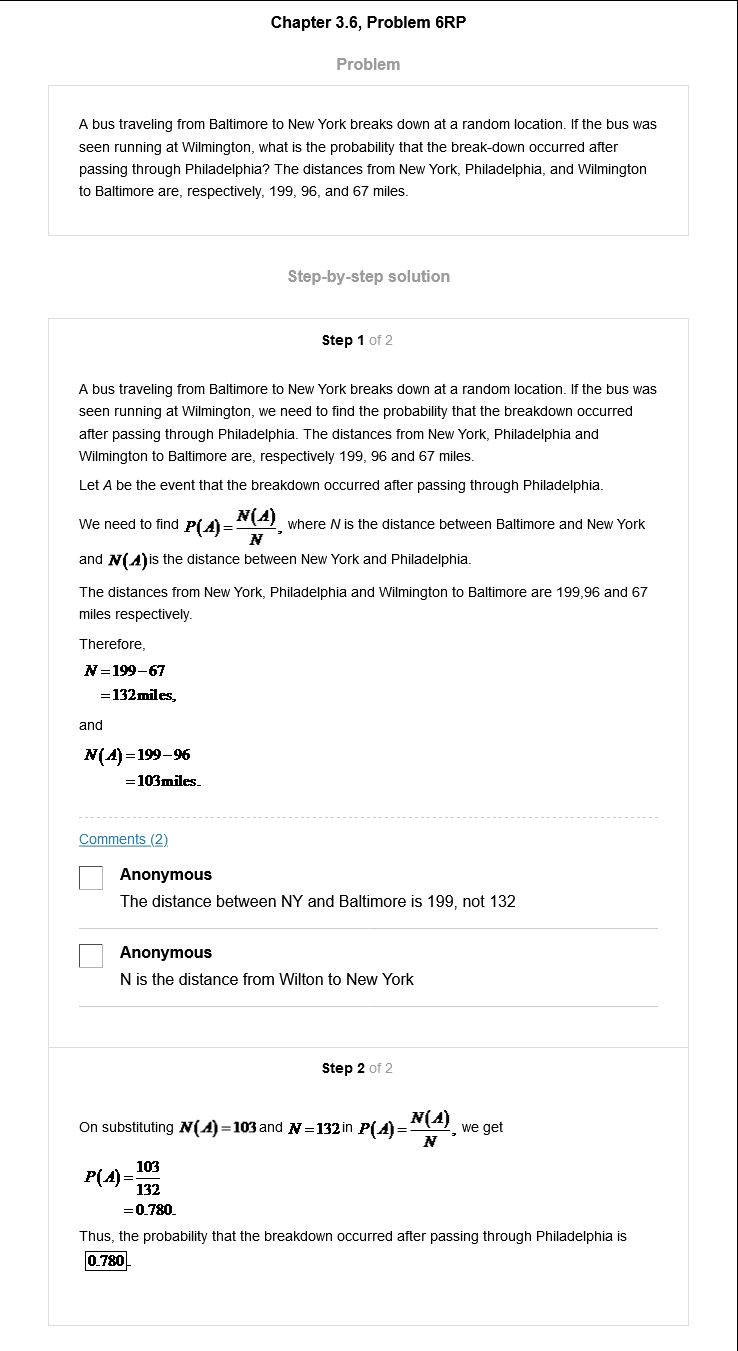 Chapter 3.6, Problem 6RP
Problem
A bus traveling from Baltimore to New York breaks down at a random location. If the bus was
seen running at Wilmington, what is the probability that the break-down occurred after
passing through Philadelphia? The distances from New York, Philadelphia, and Wilmington
to Baltimore are, respectively, 199, 96, and 67 miles.
Step-by-step solution
Step 1 of 2
A bus traveling from Baltimore to New York breaks down at a random location. If the bus was
seen running at Wilmington, we need to find the probability that the breakdown occurred
after passing through Philadelphia. The distances from New York, Philadelphia and
Wilmington to Baltimore are, respectively 199, 96 and 67 miles.
Let A be the event that the breakdown occurred after passing through Philadelphia.
We need to find P(A)=N(A)/N, where N is the distance between Baltimore and New York
and N(A)is the distance between New York and Philadelphia.
The distances from New York, Philadelphia and Wilmington to Baltimore are 199,96 and 67
miles respectively.
Therefore,
N=199−67
=132miles,
and
N(A)=199−96
=103miles.
Comments (2)
Anonymous
The distance between NY and Baltimore is 199, not 132
Anonymous
N is the distance from Wilton to New York
Step 2 of 2
On substituting N(A)=103 and N=132 in P(A)=N(A)/N, we get
P(A)=103/132
=0.780.
Thus, the probability that the breakdown occurred after passing through Philadelphia is
0.780.